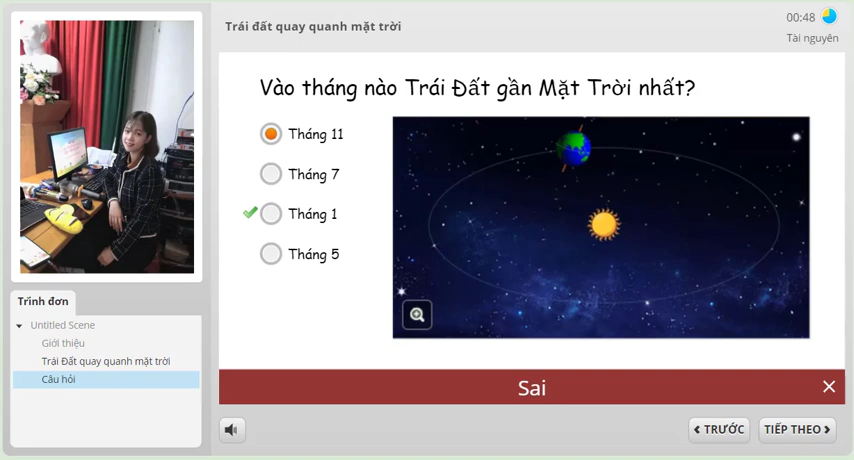 Trái đất quay quanh mặt trời
00:48
Tài nguyên
Vào tháng nào Trái Đất gần Mặt Trời nhất?
Tháng 11
Tháng 7
Tháng 1
Tháng 5
Trình đơn
Untitled Scene
Giới thiệu
Trái Đất quay quanh mặt trời
Câu hỏi
Sai
TRƯỚC
TIẾP THEO